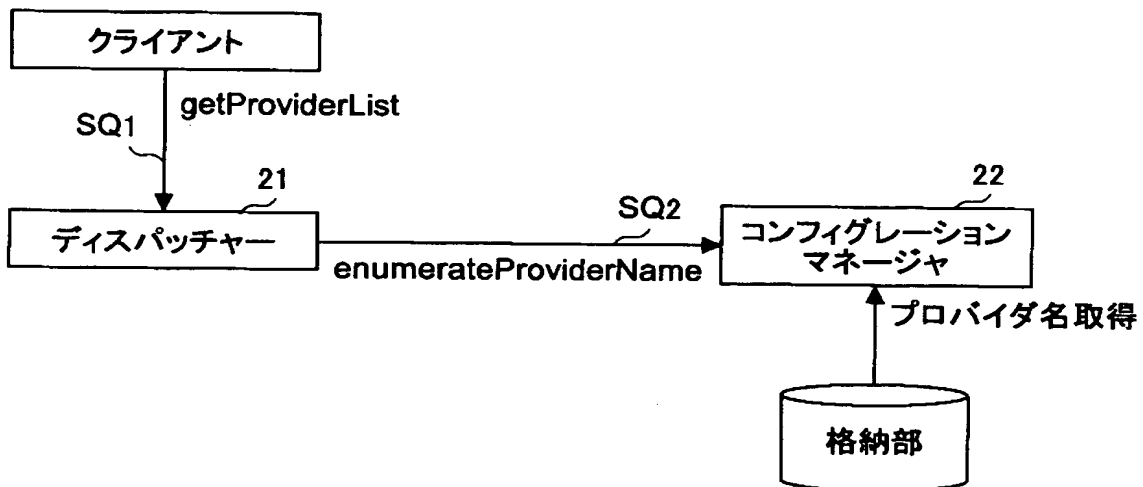 クライアント
getProviderList
SQ1
21
ディスパッチャー
SQ2
enumerateProviderName
22
コンフィグレーション
マネージャ
プロバイダ名取得
格納部